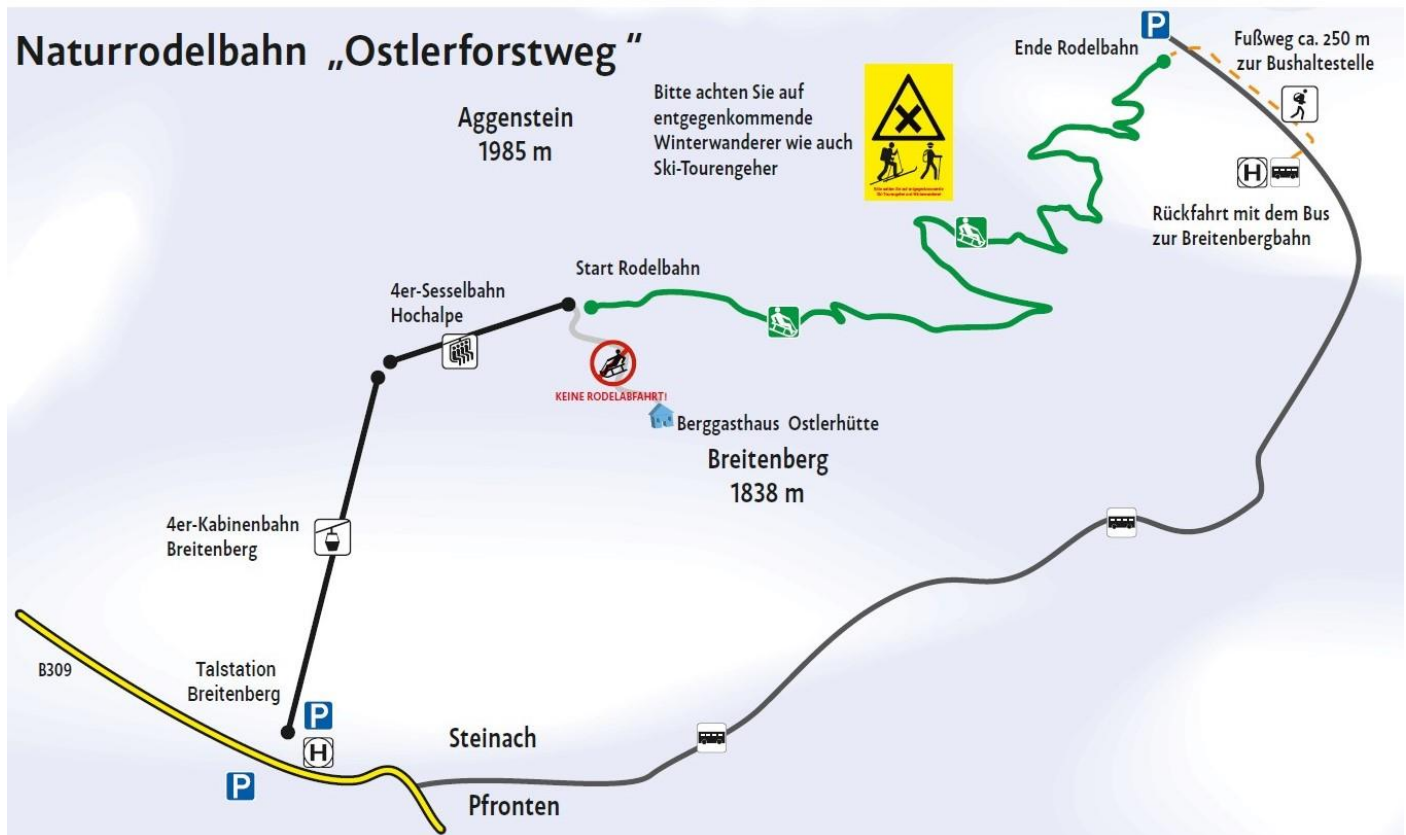 Naturrodelbahn „Ostlerforstweg “
P
Ende Rodelbahn
Fußweg ca. 250 m
zur Bushaltestelle
Aggenstein
1985 m
Bitte achten Sie auf
entgegenkommende
Winterwanderer wie auch
Ski-Tourengeher
H
Rückfahrt mit dem Bus
zur Breitenbergbahn
Start Rodelbahn
4er-Sesselbahn
Hochalpe
KEINE RODELABFAHRT!
Berggasthaus Ostlerhütte
Breitenberg
1838 m
4er-Kabinenbahn
Breitenberg
B309
Talstation
Breitenberg
P
H
P
Steinach
Pfronten